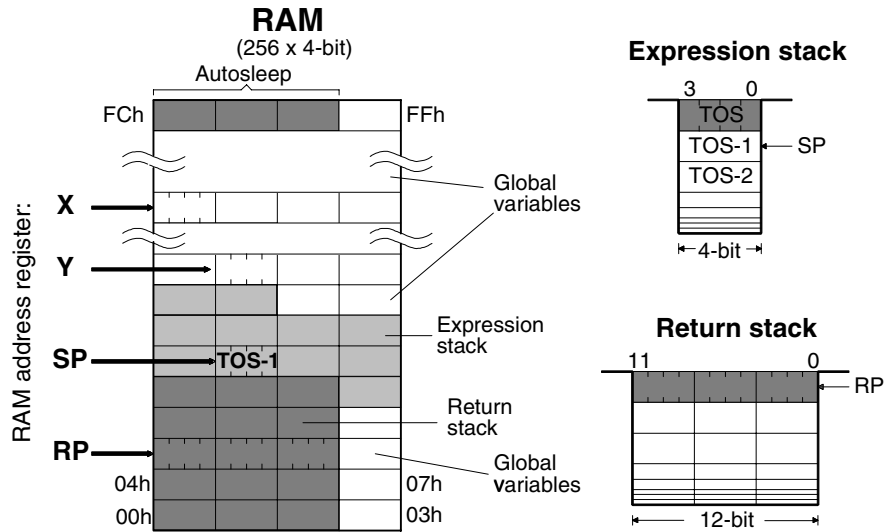 RAM
(256 x 4-bit)
Autosleep
FCh
FFh
X
Y
SP
RP
RAM address register:
TOS-1
04h
00h
07h
03h
Global
variables
Expression
stack
Return
stack
Global
variables
Expression stack
3 0
TOS
TOS-1
TOS-2
SP
4-bit
Return stack
11 0
RP
12-bit